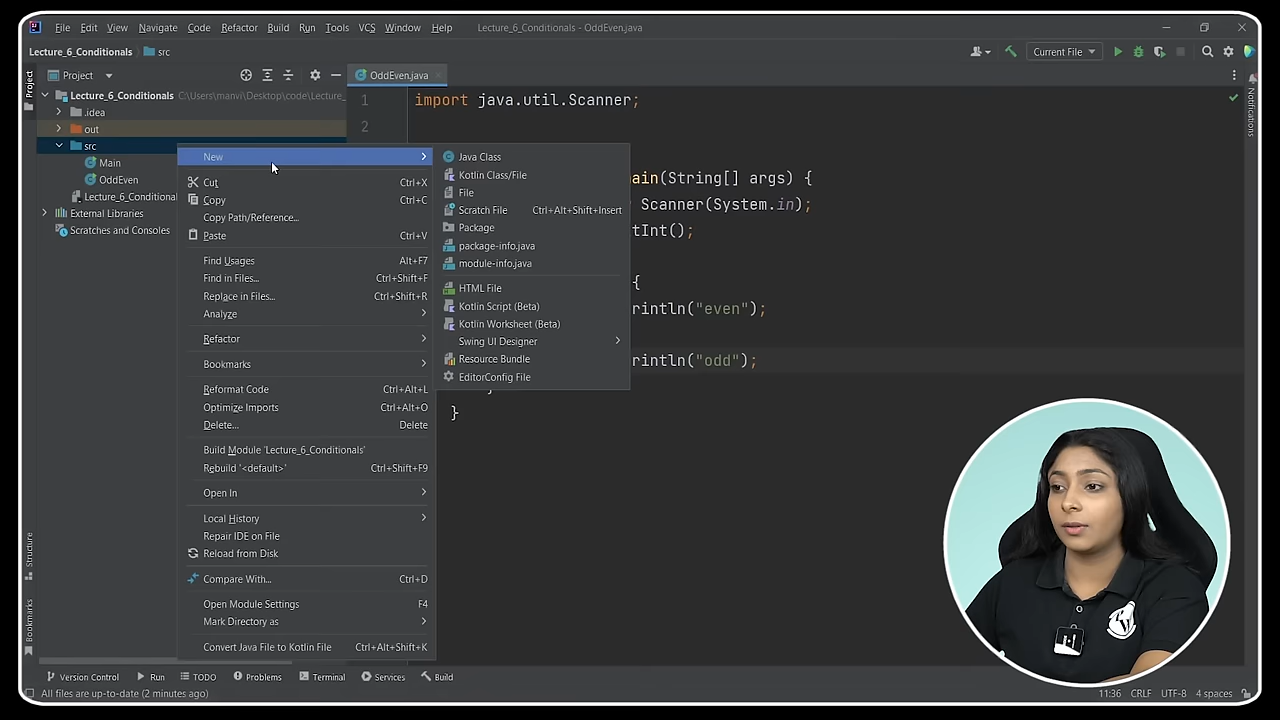 File Edit View Navigate Code Refactor Build Run Tools VCS Window Help Lecture_6_Conditionals - OddEven.java
Lecture_6_Conditionals src Current File
Project Project OddEven.java
Lecture_6_Conditionals C:\Users\manvi\Desktop\code\Lecture_
.idea
out
src
Main
OddEven
Lecture_6_Conditional
External Libraries
Scratches and Consoles
New
Cut Ctrl+X
Copy Ctrl+C
Copy Path/Reference...
Paste Ctrl+V
Find Usages Alt+F7
Find in Files... Ctrl+Shift+F
Replace in Files... Ctrl+Shift+R
Analyze
Refactor
Bookmarks
Reformat Code Ctrl+Alt+L
Optimize Imports Ctrl+Alt+O
Delete... Delete
Build Module 'Lecture_6_Conditionals'
Rebuild '<default>' Ctrl+Shift+F9
Open In
Local History
Repair IDE on File
Reload from Disk
Compare With... Ctrl+D
Open Module Settings F4
Mark Directory as
Convert Java File to Kotlin File Ctrl+Alt+Shift+K
Java Class
Kotlin Class/File
File
Scratch File Ctrl+Alt+Shift+Insert
Package
package-info.java
module-info.java
HTML File
Kotlin Script (Beta)
Kotlin Worksheet (Beta)
Swing UI Designer
Resource Bundle
EditorConfig File
1 import java.util.Scanner;
2
ain(String[] args) {
Scanner(System.in);
tInt();
{
rintln("even");
rintln("odd");
}
}
Notifications
Structure
Bookmarks
Version Control Run TODO Problems Terminal Services Build
All files are up-to-date (2 minutes ago) 11:36 CRLF UTF-8 4 spaces